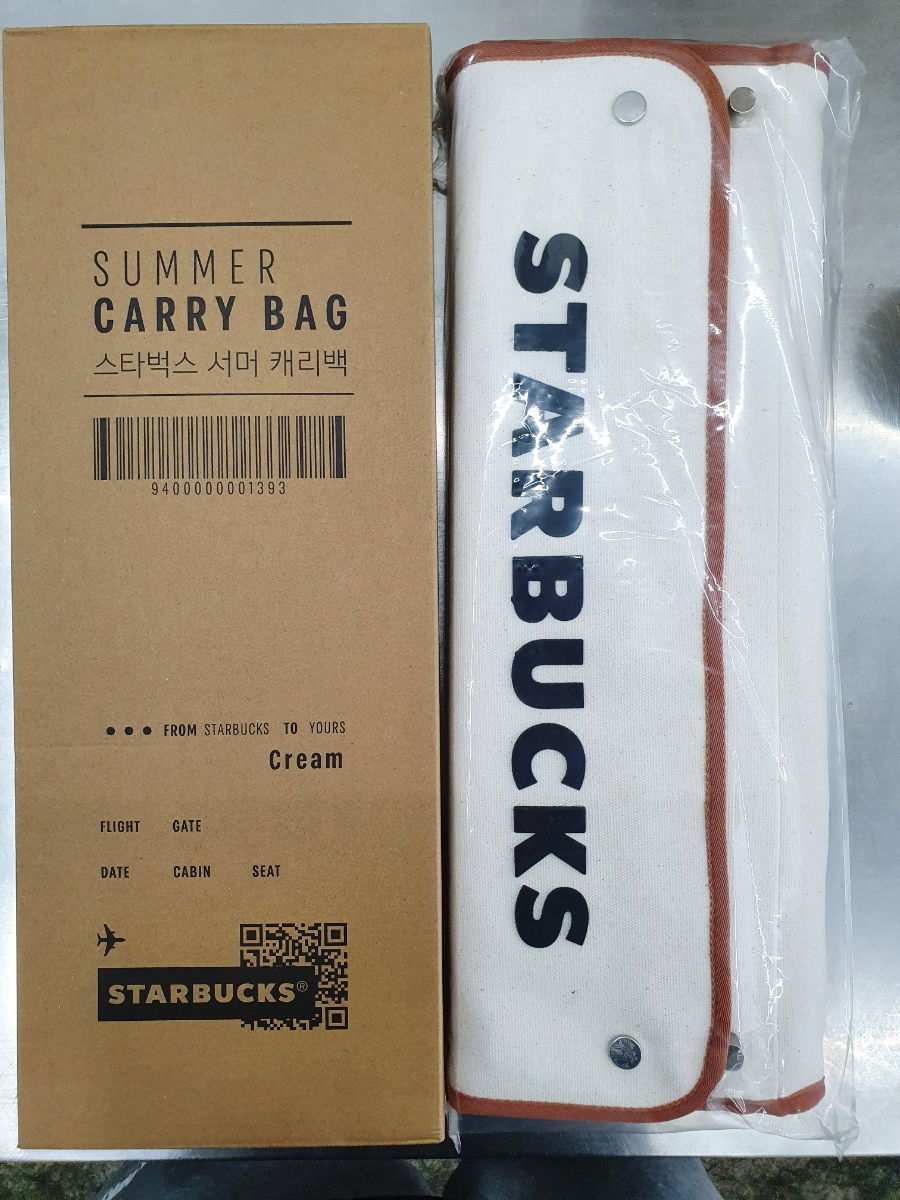 SUMMER
CARRY BAG
스타벅스 서머 캐리백
9400000001393
FROM STARBUCKS TO YOURS
Cream
FLIGHT GATE
DATE CABIN SEAT
STARBUCKS®
STARBUCKS